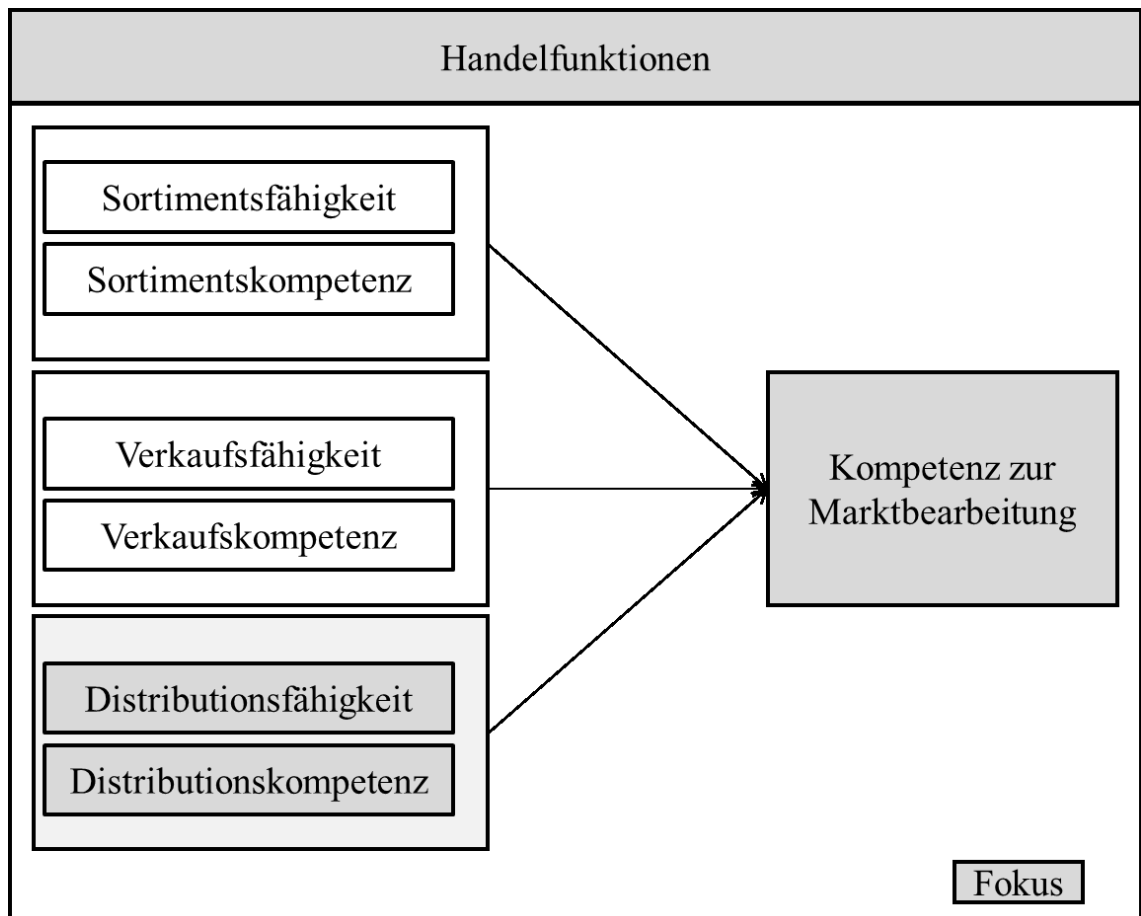 Handelfunktionen
Sortimentsfähigkeit
Sortimentskompetenz
Verkaufsfähigkeit
Verkaufskompetenz
Distributionsfähigkeit
Distributionskompetenz
Kompetenz zur
Marktbearbeitung
Fokus